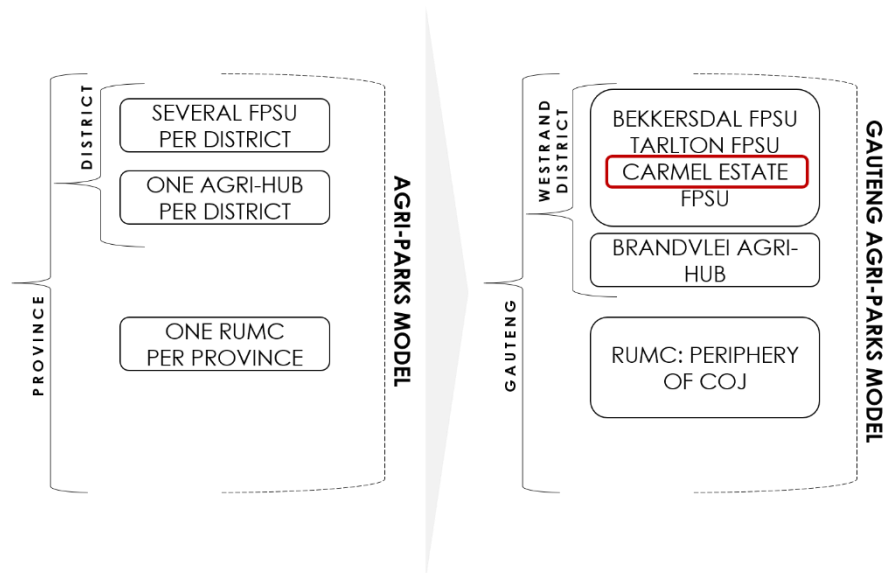 DISTRICT
SEVERAL FPSU
PER DISTRICT
ONE AGRI-HUB
PER DISTRICT
PROVINCE
ONE RUMC
PER PROVINCE
AGRI-PARKS MODEL
WESTRAND
DISTRICT
BEKKERSDAL FPSU
TARLTON FPSU
CARMEL ESTATE
FPSU
BRANDVLEI AGRI-
HUB
GAUTENG
RUMC: PERIPHERY
OF COJ
GAUTENG AGRI-PARKS MODEL